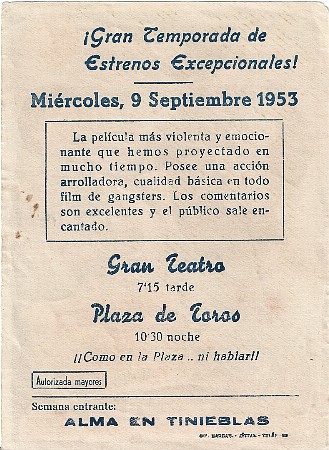 ¡Gran Temporada de
Estrenos Excepcionales!
Miércoles, 9 Septiembre 1953
La película más violenta y emocio-
nante que hemos proyectado en
mucho tiempo. Posee una acción
arrolladora, cualidad básica en todo
film de gangsters. Los comentarios
son excelentes y el público sale en-
cantado.
Gran Teatro
7'15 tarde
Plaza de Toros
10'30 noche
¡¡Como en la Plaza .. ni hablar!!
Autorizada mayores
Semana entrante:
ALMA EN TINIEBLAS